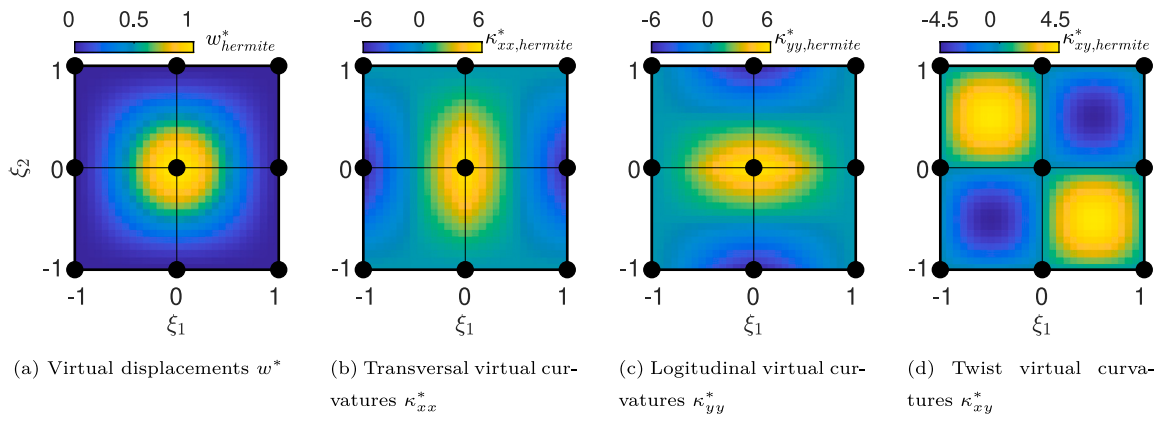 0 0.5 1 w*hermite
-6 0 6 κ*xx,hermite
-6 0 6 κ*yy,hermite
-4.5 0 4.5 κ*xy,hermite
1
0
-1
ξ2
-1 0 1
ξ1
1
0
-1
-1 0 1
ξ1
1
0
-1
-1 0 1
ξ1
1
0
-1
-1 0 1
ξ1
(a) Virtual displacements w*
(b) Transversal virtual cur-
vatures κ*xx
(c) Logitudinal virtual cur-
vatures κ*yy
(d) Twist virtual curva-
tures κ*xy